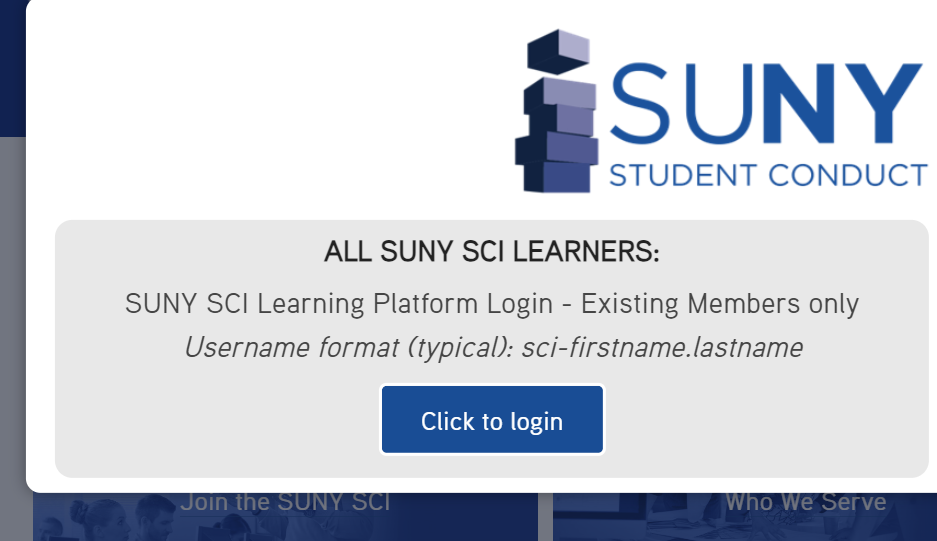 SUNY
STUDENT CONDUCT
ALL SUNY SCI LEARNERS:
SUNY SCI Learning Platform Login - Existing Members only
Username format (typical): sci-firstname.lastname
Click to login
Join the SUNY SCI
Who We Serve